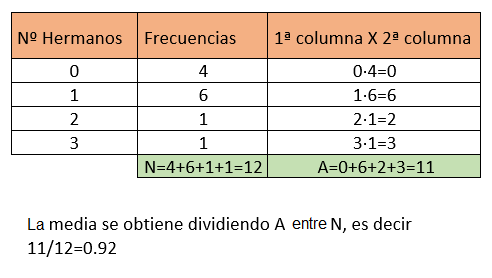 Nº Hermanos Frecuencias 1ª columna X 2ª columna
0 4 0·4=0
1 6 1·6=6
2 1 2·1=2
3 1 3·1=3
N=4+6+1+1=12 A=0+6+2+3=11
La media se obtiene dividiendo A entre N, es decir
11/12=0.92